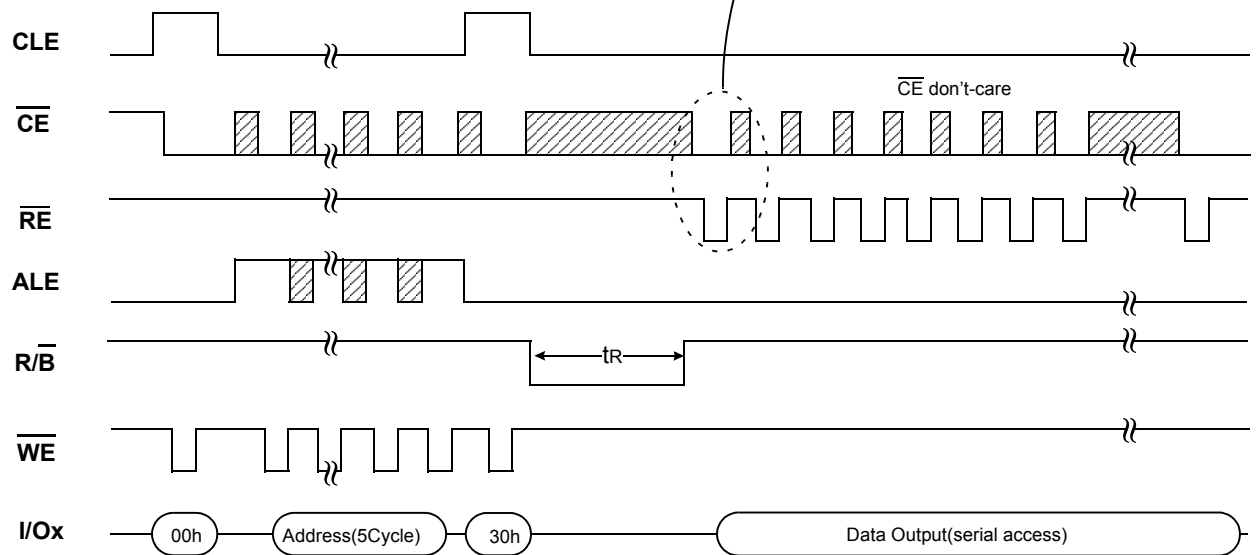 CLE
CE
CE don't-care
RE
ALE
R/B
tR
WE
I/Ox
00h
Address(5Cycle)
30h
Data Output(serial access)